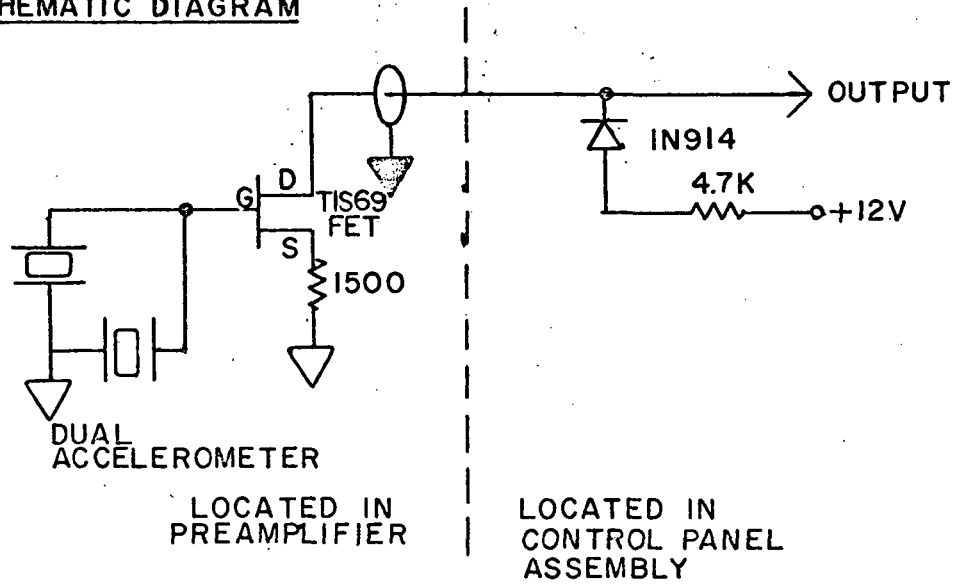 HEMATIC DIAGRAM
OUTPUT
1N914
4.7K
+12V
D
G
TIS69
FET
S
1500
DUAL
ACCELEROMETER
LOCATED IN
PREAMPLIFIER
LOCATED IN
CONTROL PANEL
ASSEMBLY